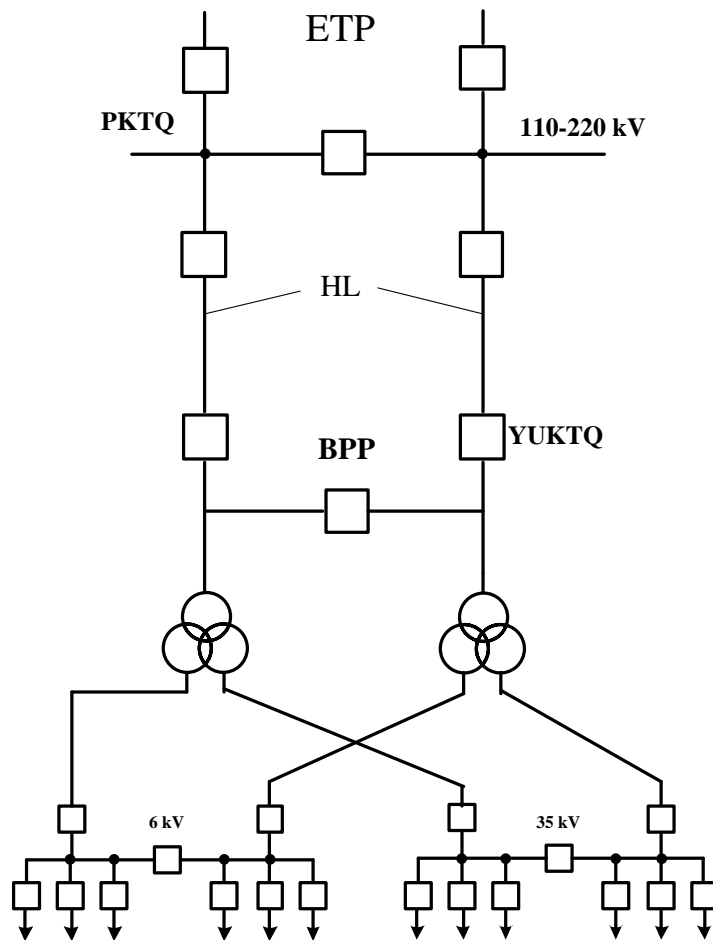 ETP
PKTQ
110-220 kV
HL
BPP
YUKTQ
6 kV
35 kV